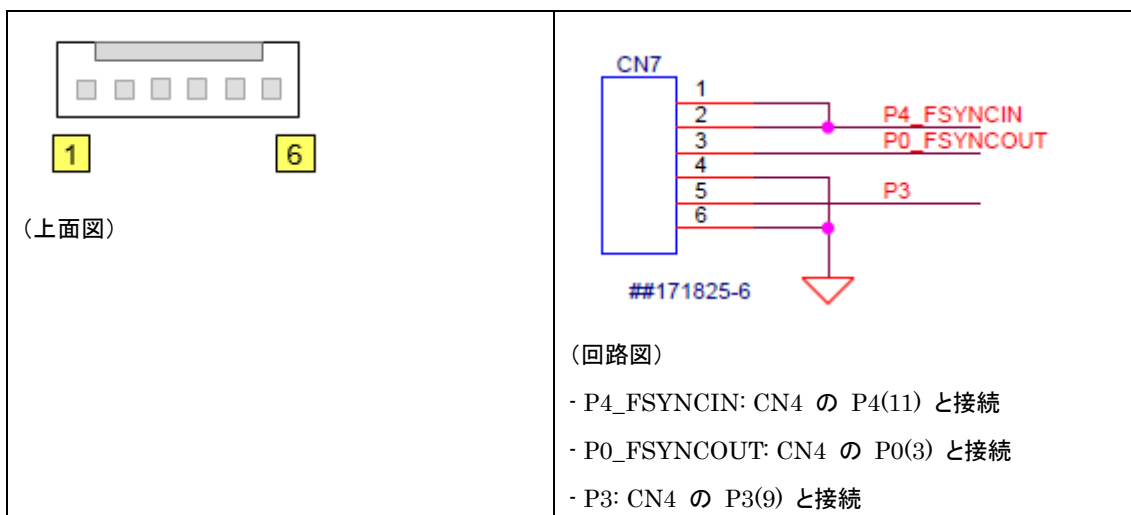 1
6
（上面図）
CN7
1
2
3
4
5
6
P4_FSYNCIN
P0_FSYNCOUT
P3
##171825-6
（回路図）
- P4_FSYNCIN: CN4 の P4(11) と接続
- P0_FSYNCOUT: CN4 の P0(3) と接続
- P3: CN4 の P3(9) と接続